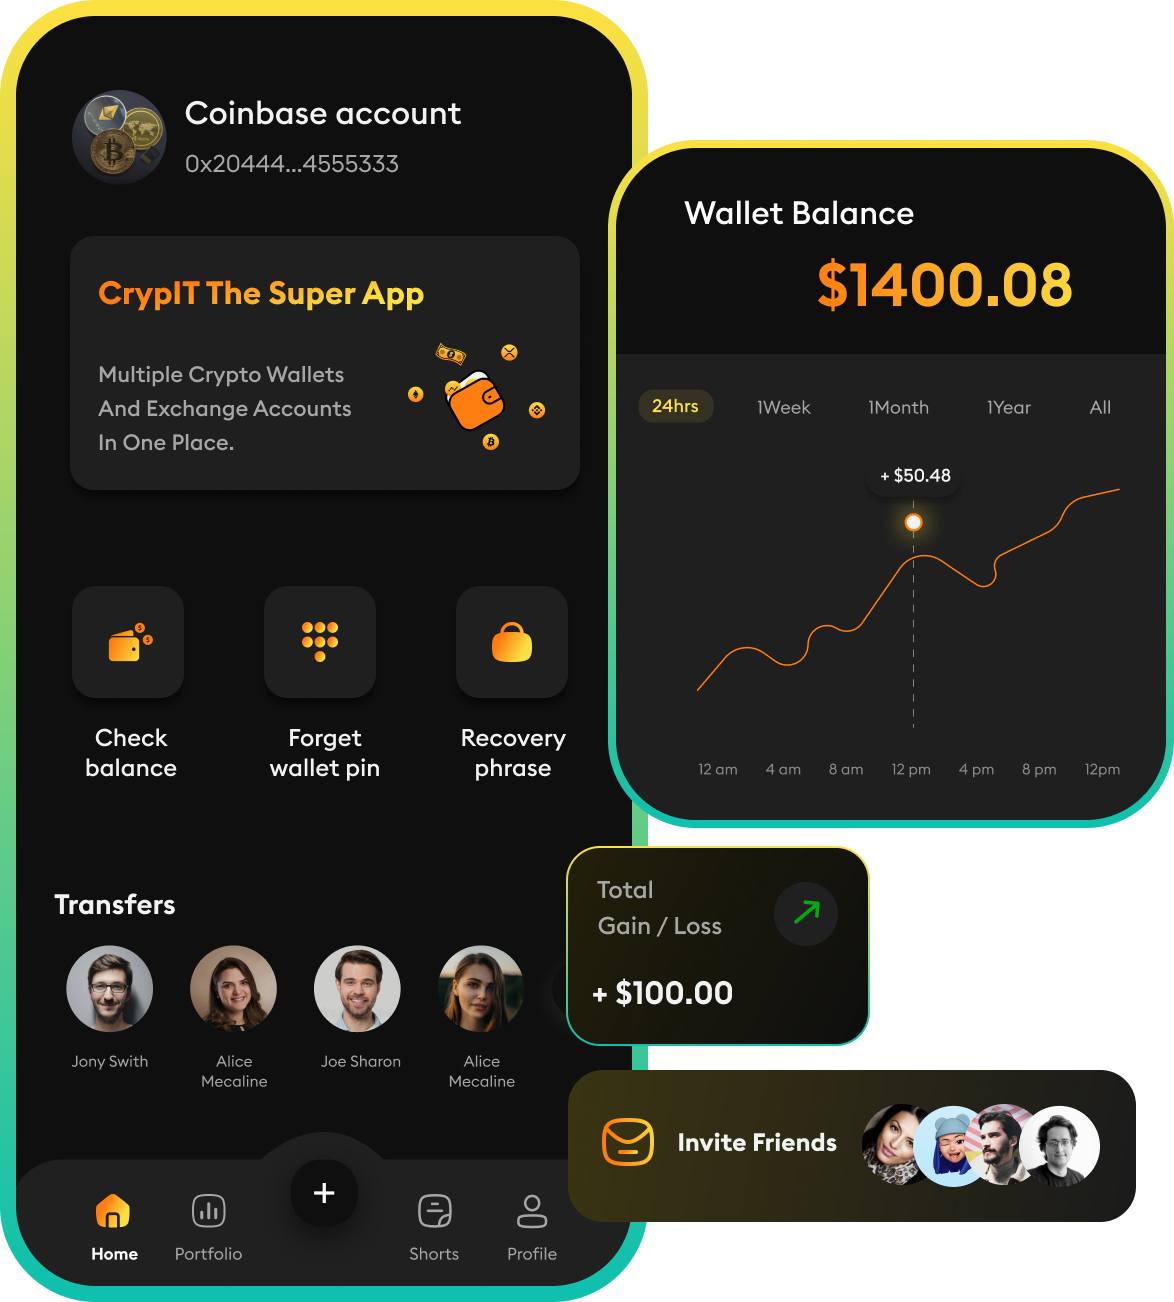 Coinbase account
0x20444...4555333
CrypIT The Super App
Multiple Crypto Wallets
And Exchange Accounts
In One Place.
Check
balance
Forget
wallet pin
Recovery
phrase
Transfers
Jony Swith
Alice
Mecaline
Joe Sharon
Alice
Mecaline
Home
Portfolio
+
Shorts
Profile
Wallet Balance
$1400.08
24hrs
1Week
1Month
1Year
All
+ $50.48
12 am
4 am
8 am
12 pm
4 pm
8 pm
12pm
Total
Gain / Loss
+ $100.00
Invite Friends